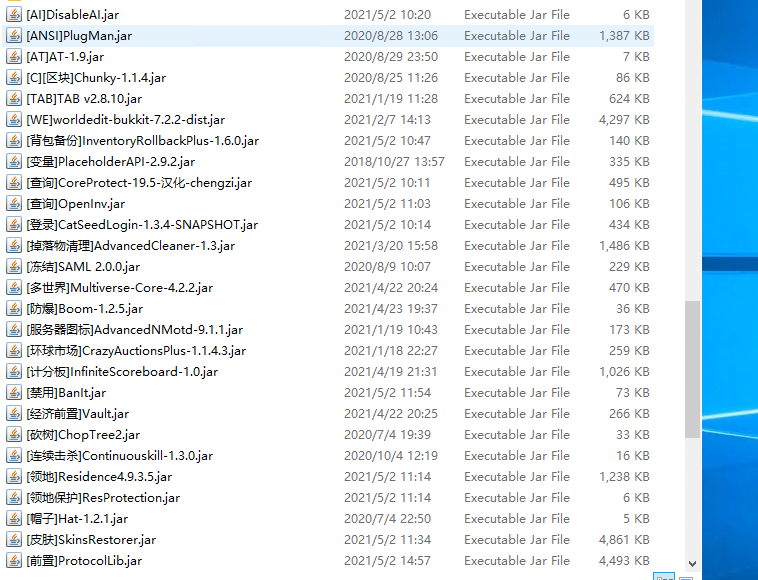 [AI]DisableAI.jar 2021/5/2 10:20 Executable Jar File 6 KB
[ANSI]PlugMan.jar 2020/8/28 13:06 Executable Jar File 1,387 KB
[AT]AT-1.9.jar 2020/8/29 23:50 Executable Jar File 7 KB
[C][区块]Chunky-1.1.4.jar 2020/8/25 11:26 Executable Jar File 86 KB
[TAB]TAB v2.8.10.jar 2021/1/19 11:28 Executable Jar File 624 KB
[WE]worldedit-bukkit-7.2.2-dist.jar 2021/2/7 14:13 Executable Jar File 4,297 KB
[背包备份]InventoryRollbackPlus-1.6.0.jar 2021/5/2 10:47 Executable Jar File 140 KB
[变量]PlaceholderAPI-2.9.2.jar 2018/10/27 13:57 Executable Jar File 335 KB
[查询]CoreProtect-19.5-汉化-chengzi.jar 2021/5/2 10:11 Executable Jar File 495 KB
[查询]OpenInv.jar 2021/5/2 11:03 Executable Jar File 106 KB
[登录]CatSeedLogin-1.3.4-SNAPSHOT.jar 2021/5/2 10:14 Executable Jar File 434 KB
[掉落物清理]AdvancedCleaner-1.3.jar 2021/3/20 15:58 Executable Jar File 1,486 KB
[冻结]SAML 2.0.0.jar 2020/8/9 10:07 Executable Jar File 229 KB
[多世界]Multiverse-Core-4.2.2.jar 2021/4/22 20:24 Executable Jar File 470 KB
[防爆]Boom-1.2.5.jar 2021/4/23 19:37 Executable Jar File 36 KB
[服务器图标]AdvancedNMotd-9.1.1.jar 2021/1/19 10:43 Executable Jar File 173 KB
[环球市场]CrazyAuctionsPlus-1.1.4.3.jar 2021/1/18 22:27 Executable Jar File 259 KB
[计分板]InfiniteScoreboard-1.0.jar 2021/4/19 21:31 Executable Jar File 1,026 KB
[禁用]BanIt.jar 2021/5/2 11:54 Executable Jar File 73 KB
[经济前置]Vault.jar 2021/4/22 20:25 Executable Jar File 266 KB
[砍树]ChopTree2.jar 2020/7/4 19:39 Executable Jar File 33 KB
[连续击杀]Continuouskill-1.3.0.jar 2020/10/4 12:19 Executable Jar File 16 KB
[领地]Residence4.9.3.5.jar 2021/5/2 11:14 Executable Jar File 1,238 KB
[领地保护]ResProtection.jar 2021/5/2 11:14 Executable Jar File 6 KB
[帽子]Hat-1.2.1.jar 2020/7/4 22:50 Executable Jar File 5 KB
[皮肤]SkinsRestorer.jar 2021/5/2 11:34 Executable Jar File 4,861 KB
[前置]ProtocolLib.jar 2021/5/2 14:57 Executable Jar File 4,493 KB